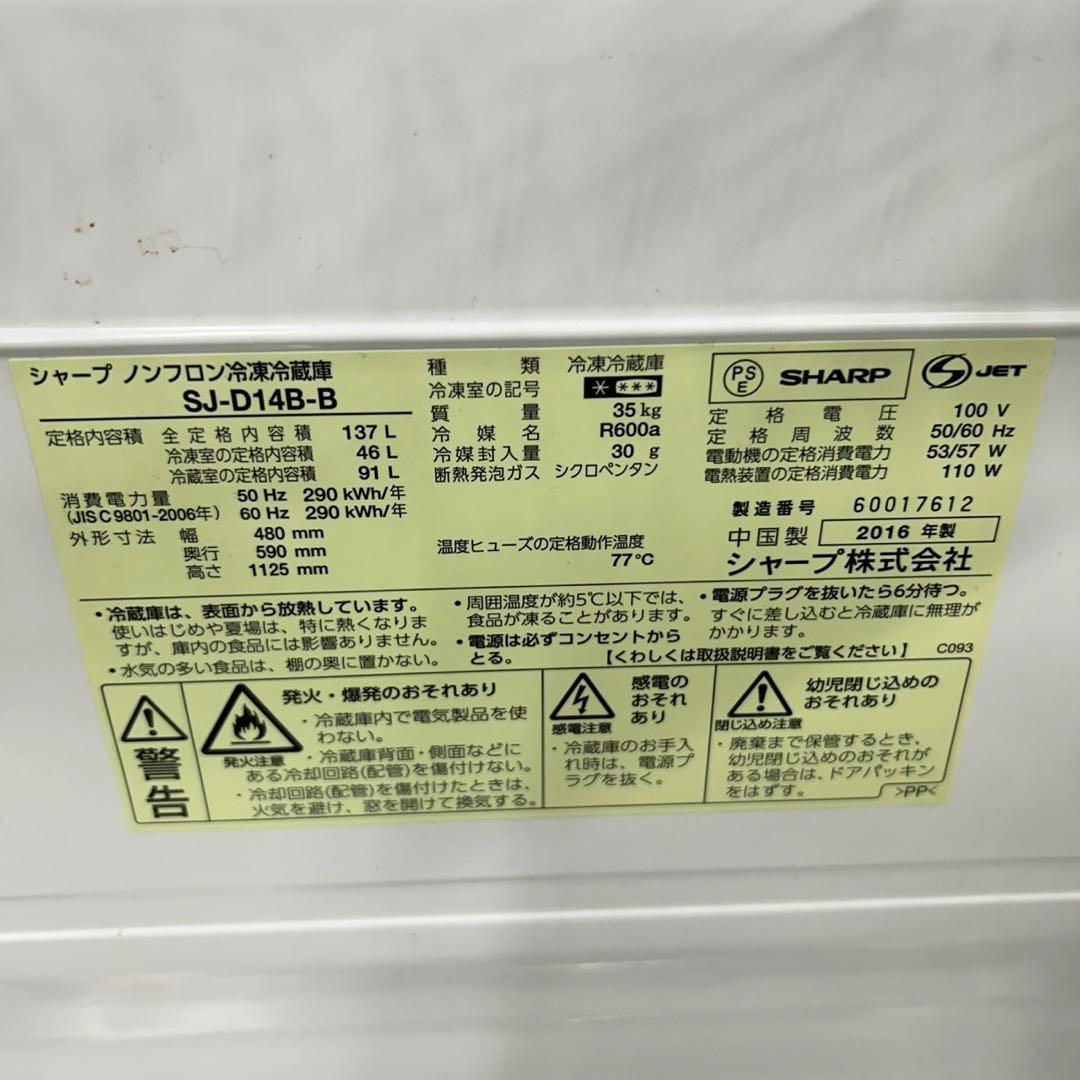 シャープ ノンフロン冷凍冷蔵庫
SJ-D14B-B
定格内容積 全定格内容積 137 L
冷凍室の定格内容積 46 L
冷蔵室の定格内容積 91 L
消費電力量 50 Hz 290 kWh/年
(JIS C 9801-2006年) 60 Hz 290 kWh/年
外形寸法 幅 480 mm
奥行 590 mm
高さ 1125 mm
種類 冷凍冷蔵庫
冷凍室の記号 * ***
質量 35 kg
冷媒名 R600a
冷媒封入量 30 g
断熱発泡ガス シクロペンタン
温度ヒューズの定格動作温度
77℃
PS
E
SHARP
S JET
定格電圧 100 V
定格周波数 50/60 Hz
電動機の定格消費電力 53/57 W
電熱装置の定格消費電力 110 W
製造番号 60017612
中国製 2016 年製
シャープ株式会社
・冷蔵庫は、表面から放熱しています。
使いはじめや夏場は、特に熱くなりま
すが、庫内の食品には影響ありません。
・水気の多い食品は、棚の奥に置かない。
・周囲温度が約5℃以下では、
食品が凍ることがあります。
・電源は必ずコンセントから
とる。
・電源プラグを抜いたら6分待つ。
すぐに差し込むと冷蔵庫に無理が
かかります。
【くわしくは取扱説明書をご覧ください】
C093
警告
発火注意
発火・爆発のおそれあり
・冷蔵庫内で電気製品を使
わない。
・冷蔵庫背面・側面などに
ある冷却回路(配管)を傷付けない。
・冷却回路(配管)を傷付けたときは、
火気を避け、窓を開けて換気する。
感電注意
感電の
おそれ
あり
・冷蔵庫のお手入
れ時は、電源プ
ラグを抜く。
閉じ込め注意
幼児閉じ込めの
おそれあり
・廃棄まで保管するとき、
幼児閉じ込めのおそれが
ある場合は、ドアパッキン
をはずす。
>PP<